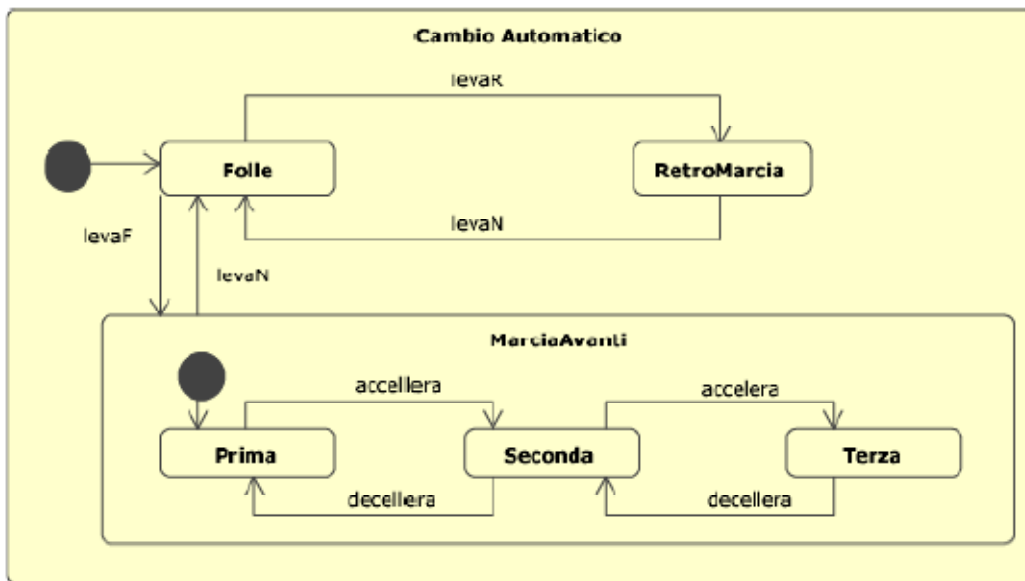 Cambio Automatico
levaR
Folle
RetroMarcia
levaN
levaF
levaN
MarciaAvanti
accellera
accelera
Prima
Seconda
Terza
decellera
decellera